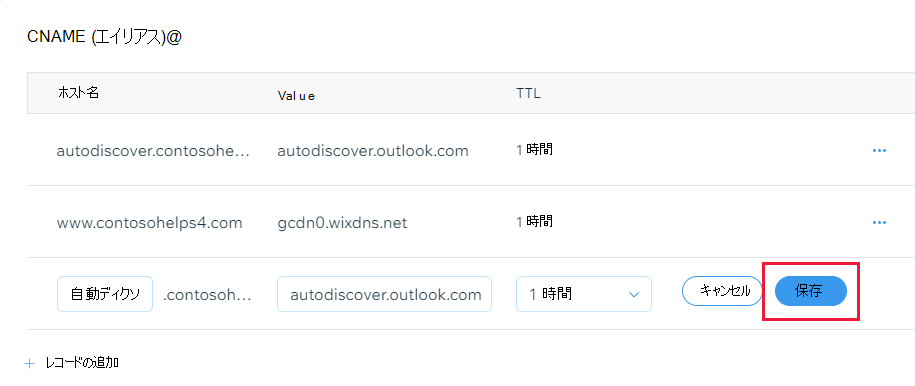 CNAME (エイリアス)@
ホスト名 Value TTL
autodiscover.contosohe... autodiscover.outlook.com 1 時間 ...
www.contosohelps4.com gcdn0.wixdns.net 1 時間 ...
自動ディクソ .contosoh... autodiscover.outlook.com 1 時間 キャンセル 保存
+ レコードの追加